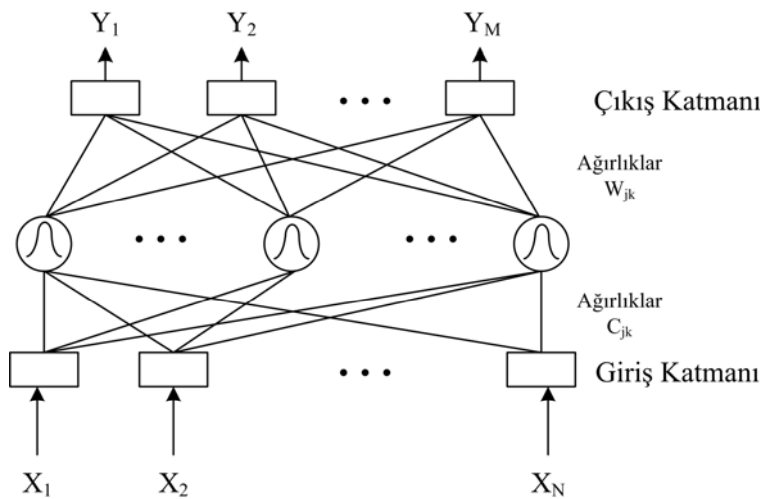 Y1 Y2 YM
Çıkış Katmanı
Ağırlıklar
Wjk
Ağırlıklar
Cjk
Giriş Katmanı
X1 X2 XN